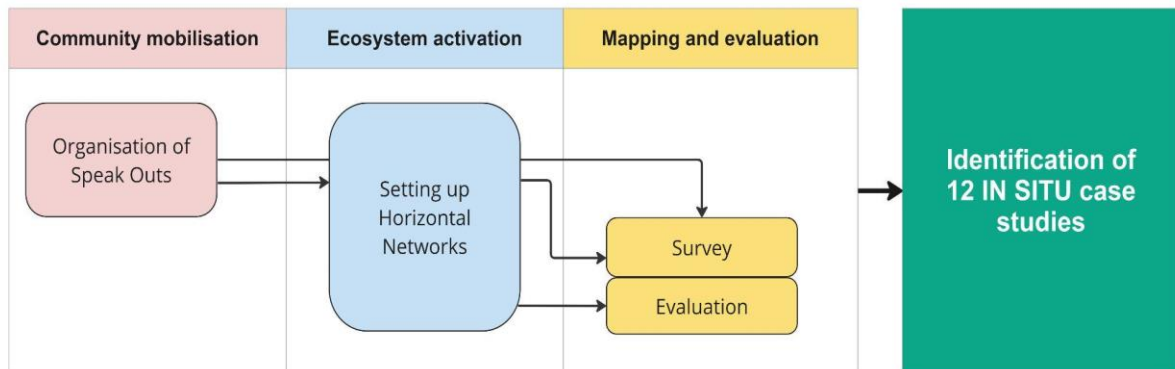 Community mobilisation
Ecosystem activation
Mapping and evaluation
Organisation of
Speak Outs
Setting up
Horizontal
Networks
Survey
Evaluation
Identification of
12 IN SITU case
studies